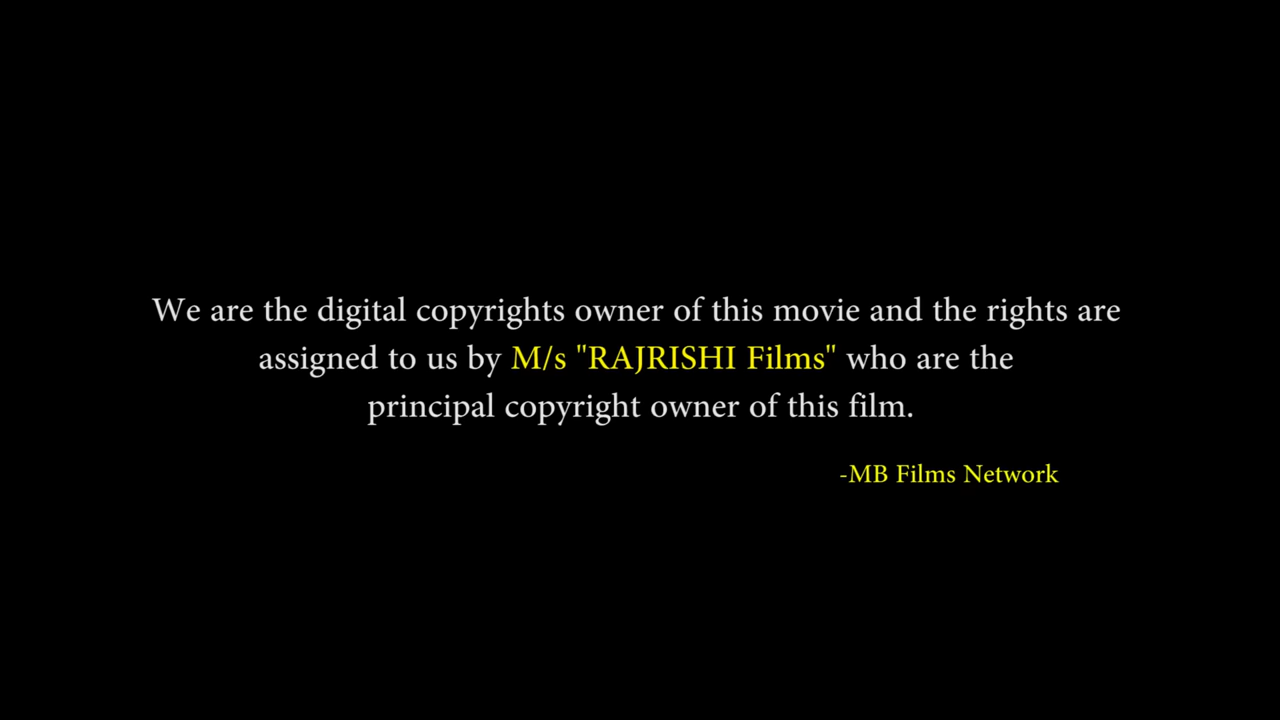 We are the digital copyrights owner of this movie and the rights are
assigned to us by M/s "RAJRISHI Films" who are the
principal copyright owner of this film.
-MB Films Network